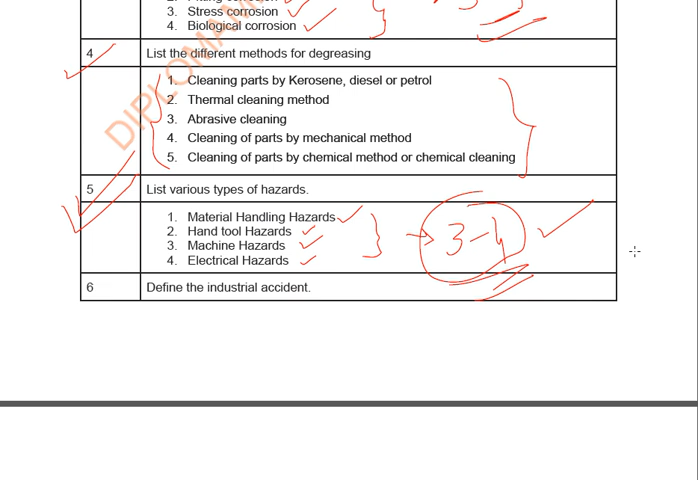 3. Stress corrosion
4. Biological corrosion
4 List the different methods for degreasing
1. Cleaning parts by Kerosene, diesel or petrol
2. Thermal cleaning method
3. Abrasive cleaning
4. Cleaning of parts by mechanical method
5. Cleaning of parts by chemical method or chemical cleaning
5 List various types of hazards.
1. Material Handling Hazards
2. Hand tool Hazards
3. Machine Hazards
4. Electrical Hazards
3-4
6 Define the industrial accident.